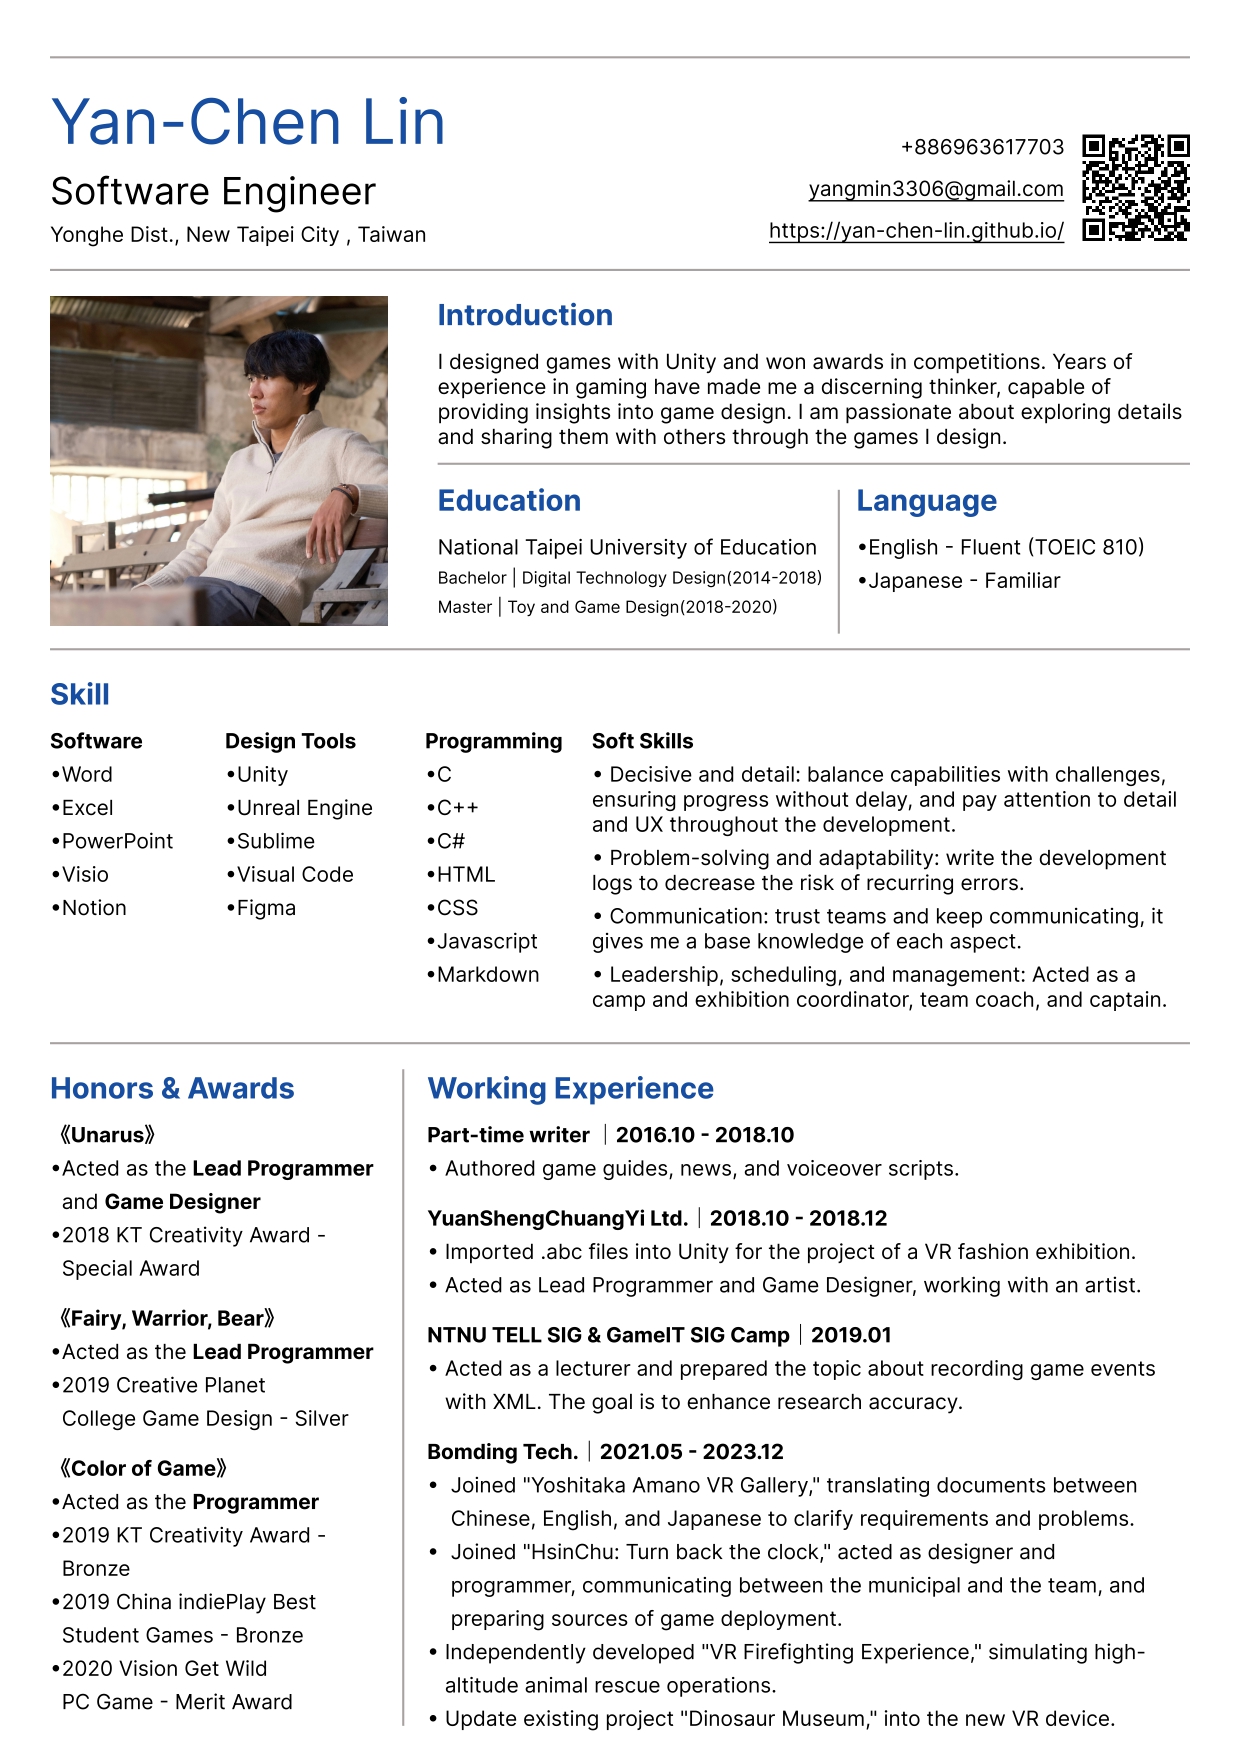 Yan-Chen Lin
Software Engineer
Yonghe Dist., New Taipei City , Taiwan
+886963617703
yangmin3306@gmail.com
https://yan-chen-lin.github.io/
Introduction
I designed games with Unity and won awards in competitions. Years of
experience in gaming have made me a discerning thinker, capable of
providing insights into game design. I am passionate about exploring details
and sharing them with others through the games I design.
Education
National Taipei University of Education
Bachelor | Digital Technology Design(2014-2018)
Master | Toy and Game Design(2018-2020)
Language
•English - Fluent (TOEIC 810)
•Japanese - Familiar
Skill
Software
•Word
•Excel
•PowerPoint
•Visio
•Notion
Design Tools
•Unity
•Unreal Engine
•Sublime
•Visual Code
•Figma
Programming
•C
•C++
•C#
•HTML
•CSS
•Javascript
•Markdown
Soft Skills
• Decisive and detail: balance capabilities with challenges,
ensuring progress without delay, and pay attention to detail
and UX throughout the development.
• Problem-solving and adaptability: write the development
logs to decrease the risk of recurring errors.
• Communication: trust teams and keep communicating, it
gives me a base knowledge of each aspect.
• Leadership, scheduling, and management: Acted as a
camp and exhibition coordinator, team coach, and captain.
Honors & Awards
《Unarus》
•Acted as the Lead Programmer
and Game Designer
•2018 KT Creativity Award -
Special Award
《Fairy, Warrior, Bear》
•Acted as the Lead Programmer
•2019 Creative Planet
College Game Design - Silver
《Color of Game》
•Acted as the Programmer
•2019 KT Creativity Award -
Bronze
•2019 China indiePlay Best
Student Games - Bronze
•2020 Vision Get Wild
PC Game - Merit Award
Working Experience
Part-time writer ｜2016.10 - 2018.10
• Authored game guides, news, and voiceover scripts.
YuanShengChuangYi Ltd.｜2018.10 - 2018.12
• Imported .abc files into Unity for the project of a VR fashion exhibition.
• Acted as Lead Programmer and Game Designer, working with an artist.
NTNU TELL SIG & GameIT SIG Camp｜2019.01
• Acted as a lecturer and prepared the topic about recording game events
with XML. The goal is to enhance research accuracy.
Bomding Tech.｜2021.05 - 2023.12
• Joined "Yoshitaka Amano VR Gallery," translating documents between
Chinese, English, and Japanese to clarify requirements and problems.
• Joined "HsinChu: Turn back the clock," acted as designer and
programmer, communicating between the municipal and the team, and
preparing sources of game deployment.
• Independently developed "VR Firefighting Experience," simulating high-
altitude animal rescue operations.
• Update existing project "Dinosaur Museum," into the new VR device.